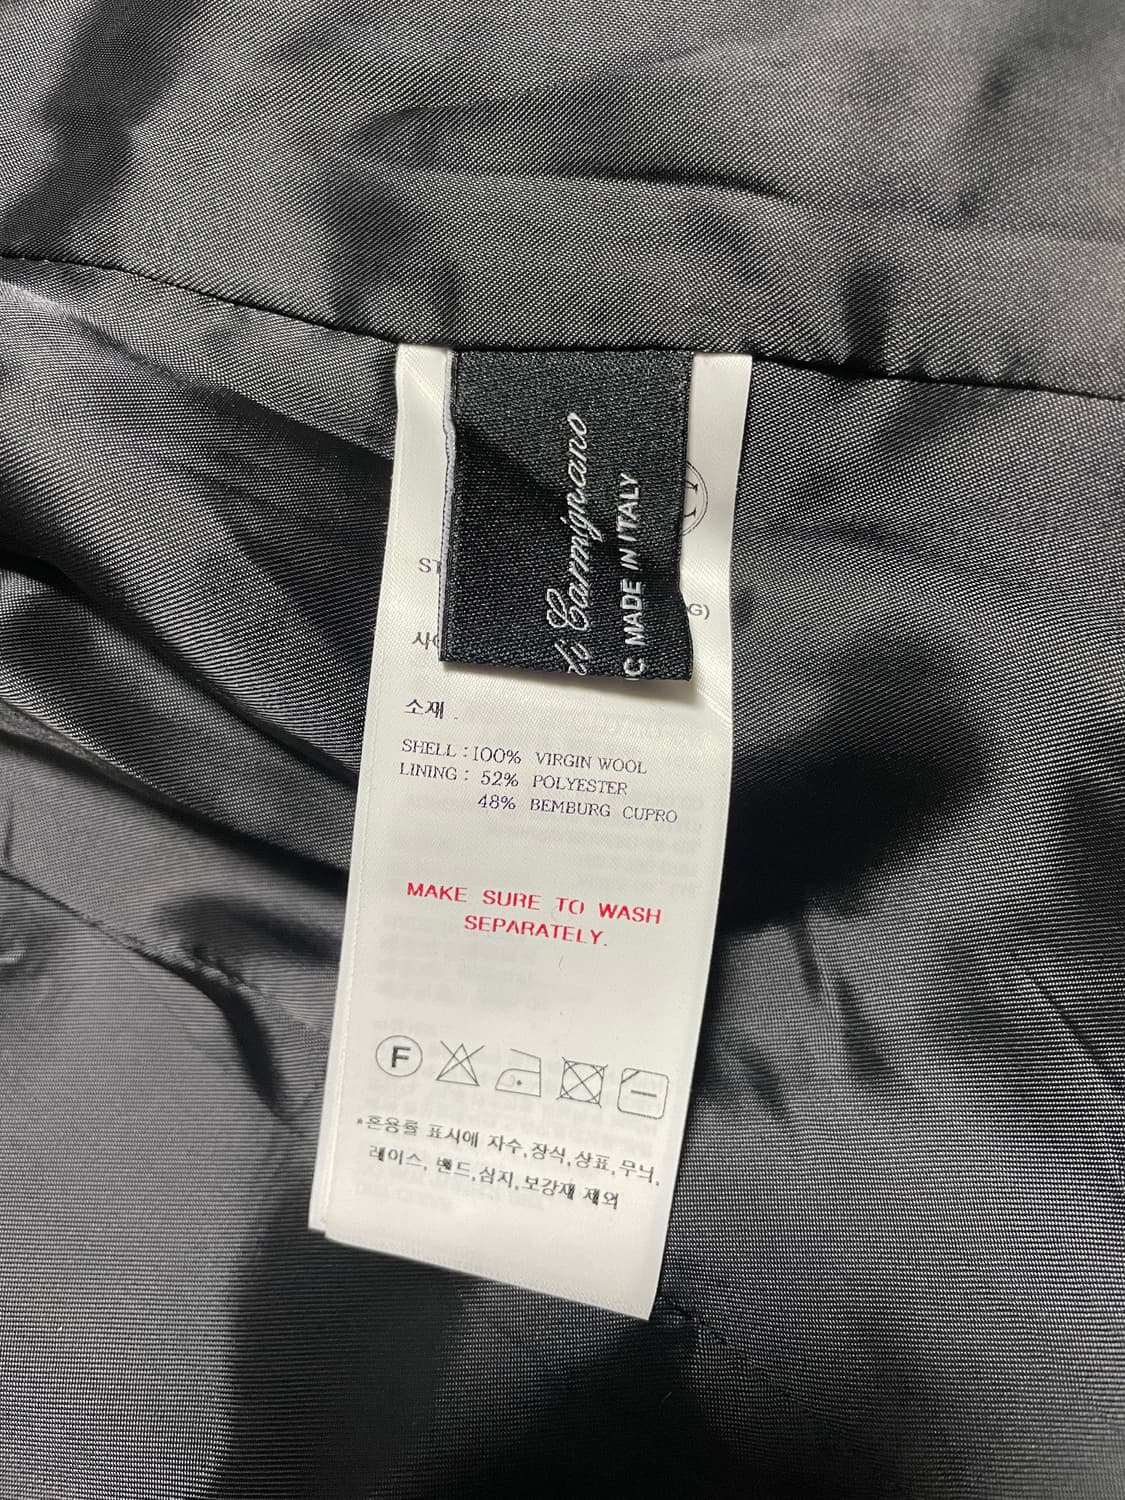 di Carmignano
C MADE IN ITALY
ST
G)
소재
SHELL : 100% VIRGIN WOOL
LINING : 52% POLYESTER
48% BEMBURG CUPRO
MAKE SURE TO WASH
SEPARATELY.
F
*혼용률 표시에 자수,장식,상표,무늬,
레이스, 밴드,심지,보강재 제외